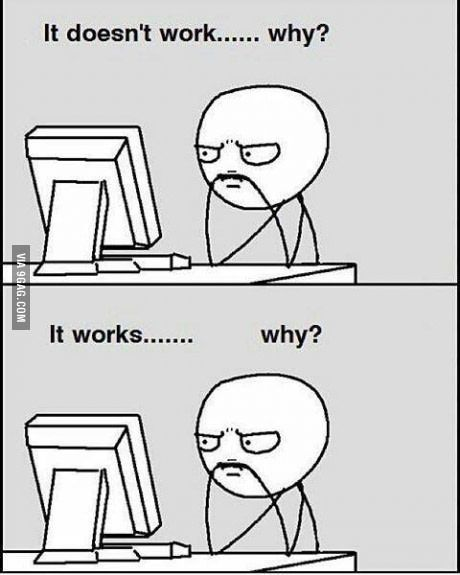 It doesn't work...... why?
VIA 9GAG.COM
It works....... why?